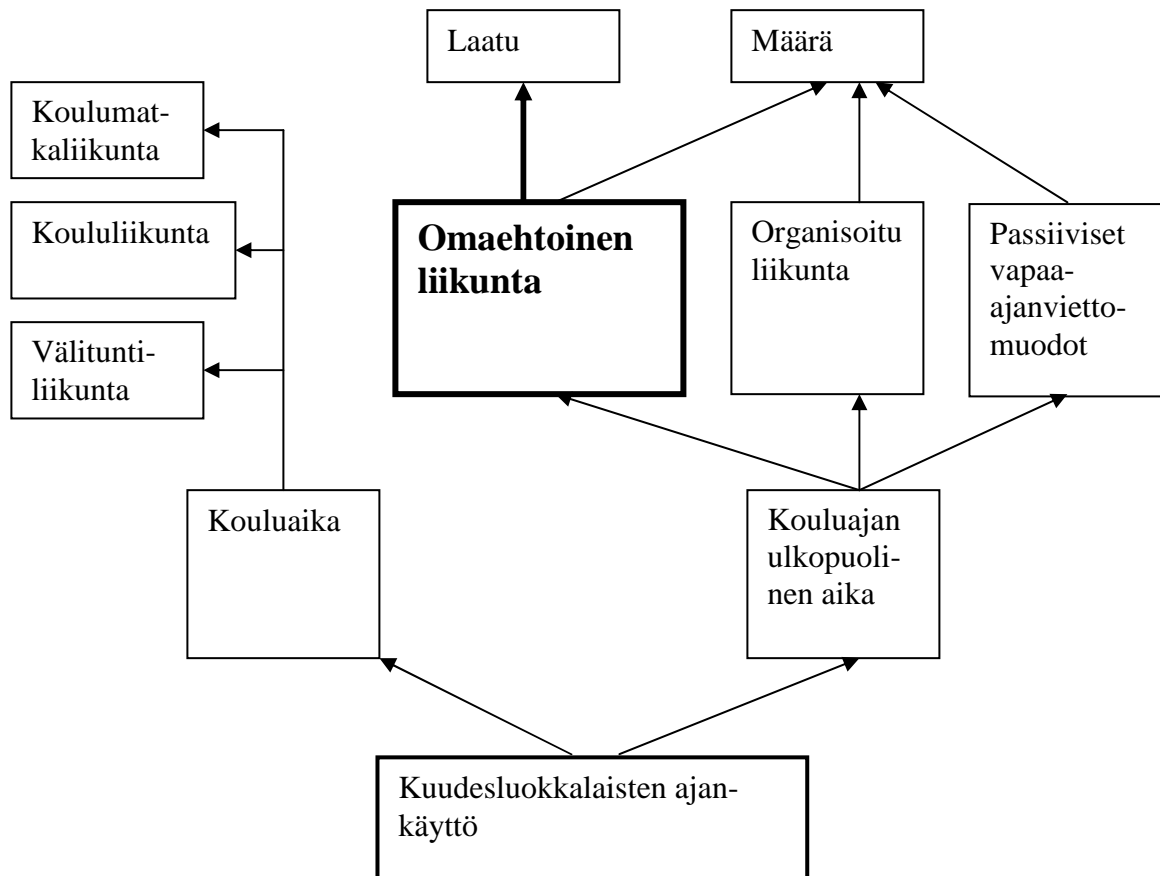 Laatu
Määrä
Koulumat-
kaliikunta
Koululiikunta
Välitunti-
liikunta
Omaehtoinen
liikunta
Organisoitu
liikunta
Passiiviset
vapaa-
ajanvietto-
muodot
Kouluaika
Kouluajan
ulkopuoli-
nen aika
Kuudesluokkalaisten ajan-
käyttö